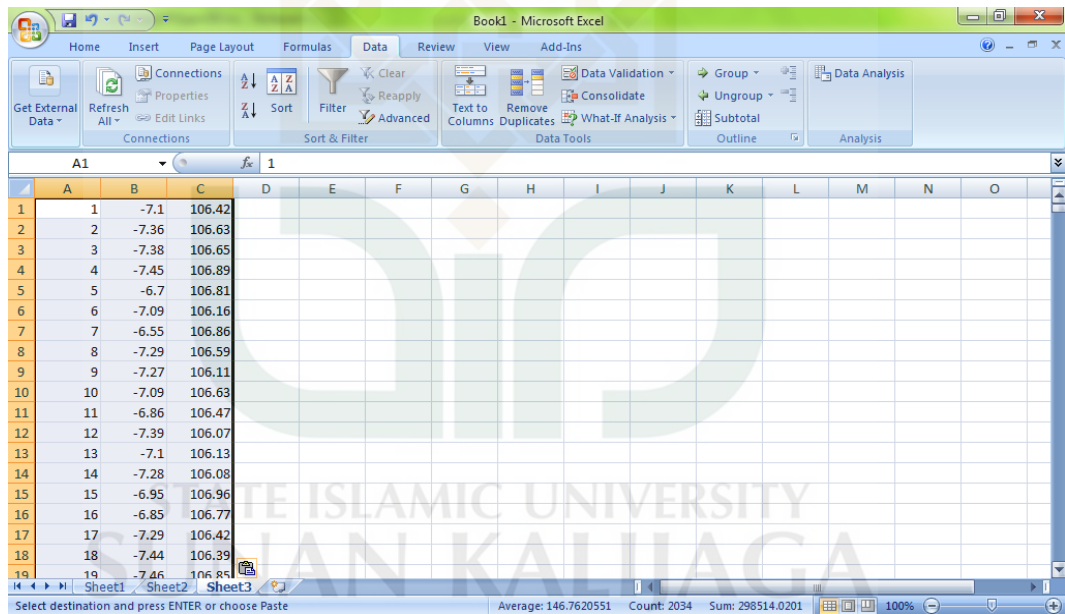 Book1 - Microsoft Excel
Home Insert Page Layout Formulas Data Review View Add-Ins
Get External Data
Refresh All
Connections
Properties
Edit Links
Connections
Sort
Filter
Clear
Reapply
Advanced
Sort & Filter
Text to Columns
Remove Duplicates
Data Validation
Consolidate
What-If Analysis
Data Tools
Group
Ungroup
Subtotal
Outline
Data Analysis
Analysis
A1 fx 1
A B C D E F G H I J K L M N O
1 1 -7.1 106.42
2 2 -7.36 106.63
3 3 -7.38 106.65
4 4 -7.45 106.89
5 5 -6.7 106.81
6 6 -7.09 106.16
7 7 -6.55 106.86
8 8 -7.29 106.59
9 9 -7.27 106.11
10 10 -7.09 106.63
11 11 -6.86 106.47
12 12 -7.39 106.07
13 13 -7.1 106.13
14 14 -7.28 106.08
15 15 -6.95 106.96
16 16 -6.85 106.77
17 17 -7.29 106.42
18 18 -7.44 106.39
19 19 -7.46 106.85
STATE ISLAMIC UNIVERSITY
SUNAN KALIJAGA
Sheet1 Sheet2 Sheet3
Select destination and press ENTER or choose Paste Average: 146.7620551 Count: 2034 Sum: 298514.0201 100%